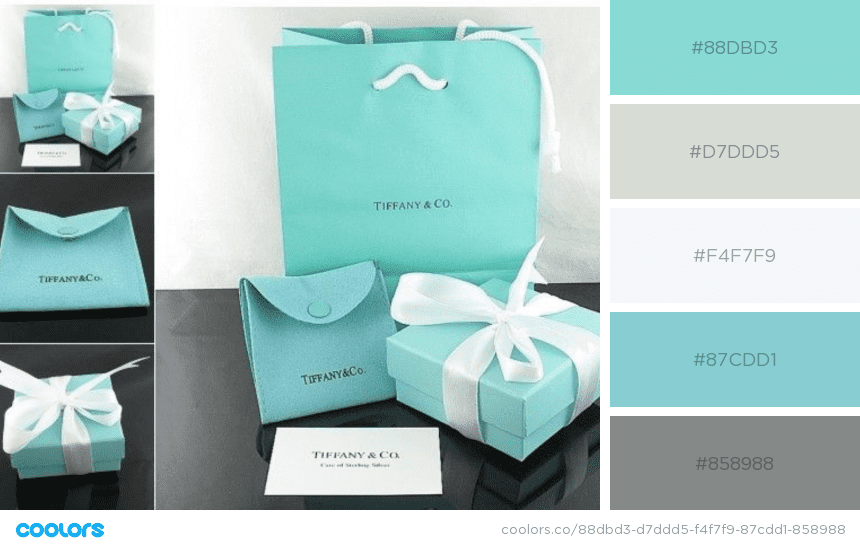 TIFFANY & CO.
TIFFANY&CO.
TIFFANY & CO.
TIFFANY&CO.
TIFFANY & CO.
Care of Sterling Silver
#88DBD3
#D7DDD5
#F4F7F9
#87CDD1
#858988
coolors
coolors.co/88dbd3-d7ddd5-f4f7f9-87cdd1-858988